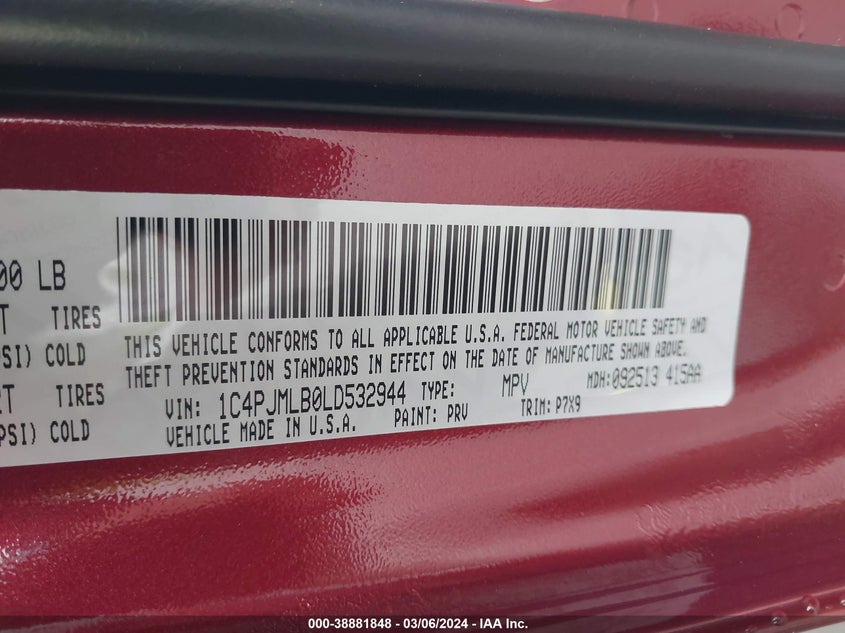 00 LB
TIRES
SI) COLD
THIS VEHICLE CONFORMS TO ALL APPLICABLE U.S.A. FEDERAL MOTOR VEHICLE SAFETY AND
THEFT PREVENTION STANDARDS IN EFFECT ON THE DATE OF MANUFACTURE SHOWN ABOVE.
T TIRES
VIN: 1C4PJMLB0LD532944 TYPE: MPV MDH: 092513 415AA
PSI) COLD
VEHICLE MADE IN U.S.A. PAINT: PRV TRIM: P7X9
000-38881848 - 03/06/2024 - IAA Inc.